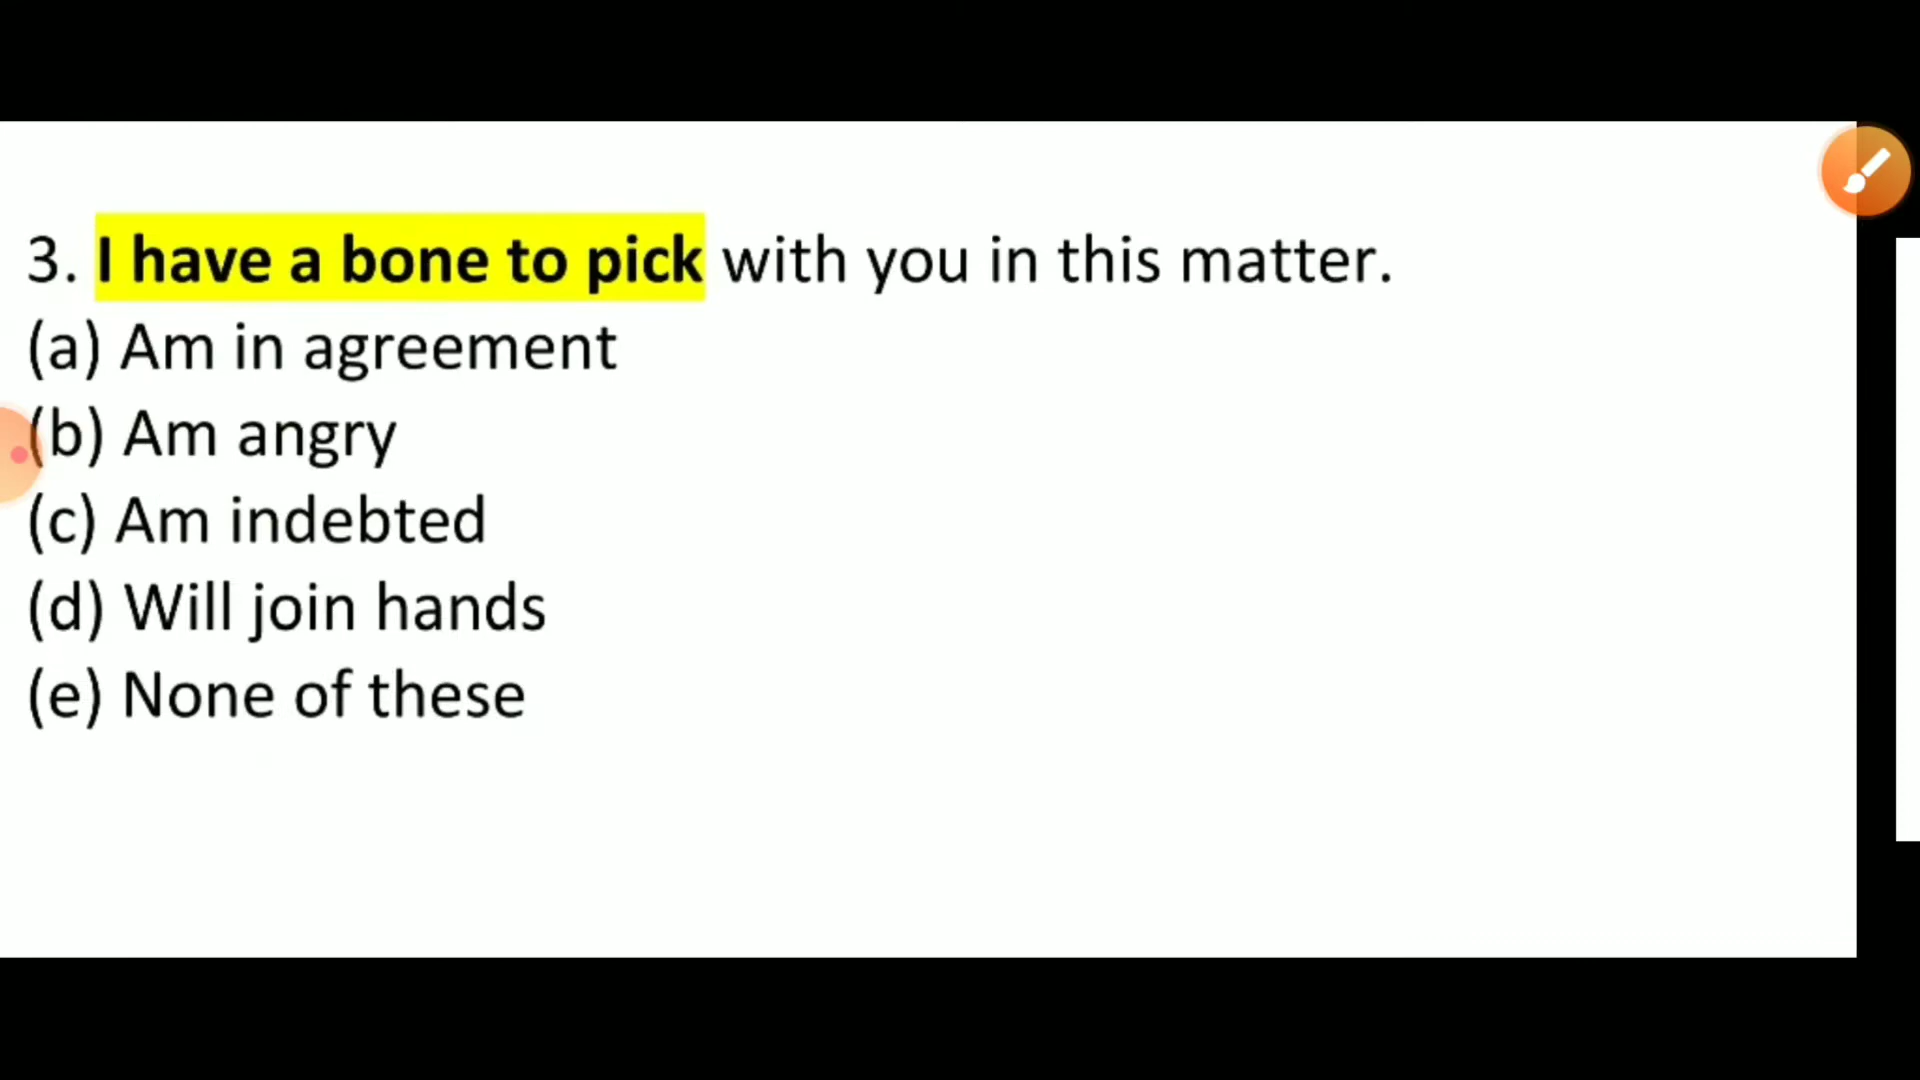 3. I have a bone to pick with you in this matter.
(a) Am in agreement
(b) Am angry
(c) Am indebted
(d) Will join hands
(e) None of these